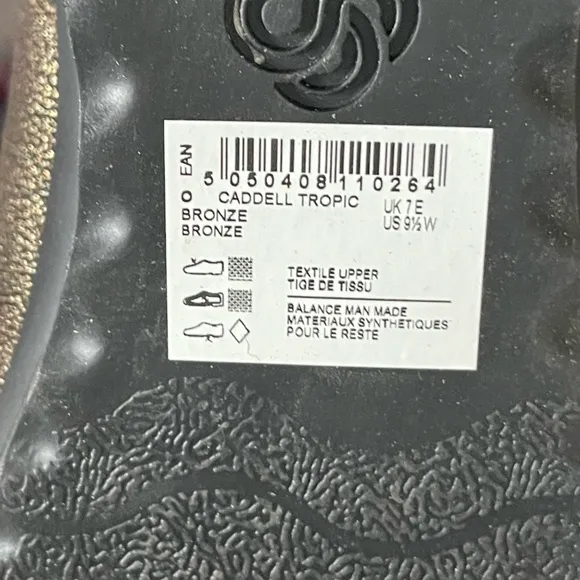 EAN
5 050408 110264
O CADDELL TROPIC UK 7 E
BRONZE US 9½ W
BRONZE
TEXTILE UPPER
TIGE DE TISSU
BALANCE MAN MADE
MATERIAUX SYNTHETIQUES
POUR LE RESTE